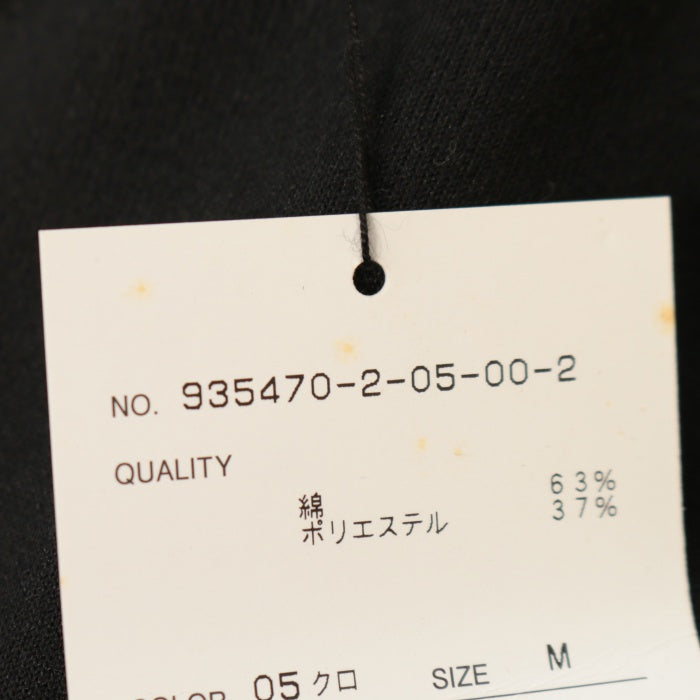 NO. 935470-2-05-00-2
QUALITY
綿 63%
ポリエステル 37%
COLOR 05 クロ SIZE M